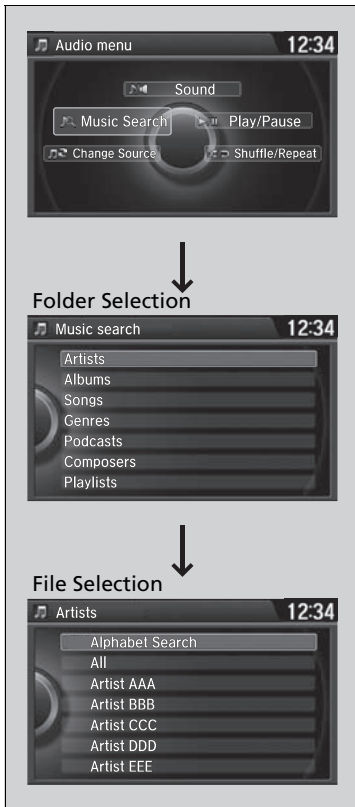 Audio menu 12:34
Sound
Music Search Play/Pause
Change Source Shuffle/Repeat
Folder Selection
Music search 12:34
Artists
Albums
Songs
Genres
Podcasts
Composers
Playlists
File Selection
Artists 12:34
Alphabet Search
All
Artist AAA
Artist BBB
Artist CCC
Artist DDD
Artist EEE